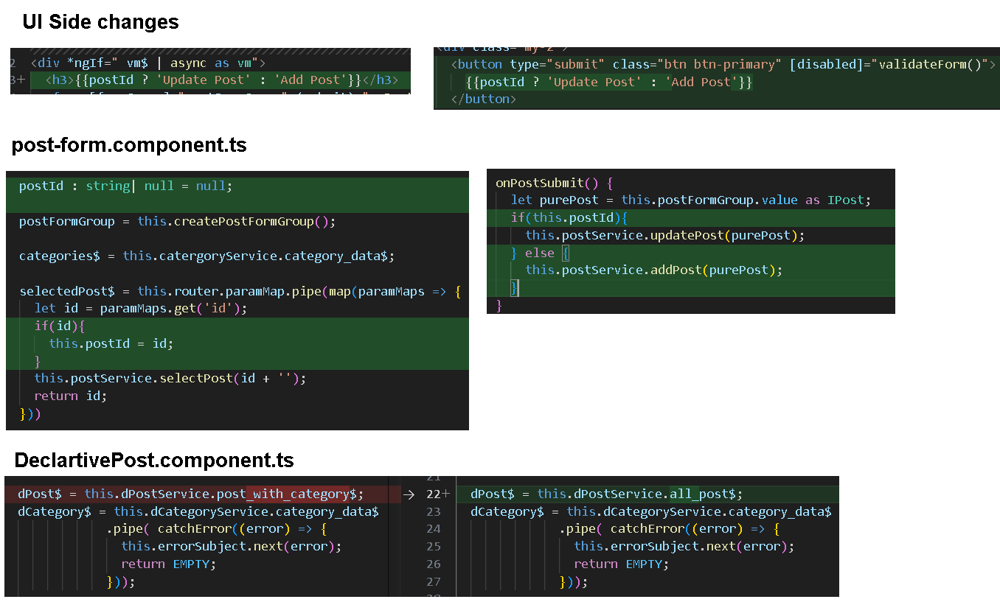 UI Side changes
2 <div *ngIf=" vm$ | async as vm">
3+ <h3>{{postId ? 'Update Post' : 'Add Post'}}</h3>
<div class="my-2">
<button type="submit" class="btn btn-primary" [disabled]="validateForm()">
{{postId ? 'Update Post' : 'Add Post'}}
</button>
post-form.component.ts
postId : string| null = null;
postFormGroup = this.createPostFormGroup();
categories$ = this.catergoryService.category_data$;
selectedPost$ = this.router.paramMap.pipe(map(paramMaps => {
let id = paramMaps.get('id');
if(id){
this.postId = id;
}
this.postService.selectPost(id + '');
return id;
}))
onPostSubmit() {
let purePost = this.postFormGroup.value as IPost;
if(this.postId){
this.postService.updatePost(purePost);
} else {
this.postService.addPost(purePost);
}
}
DeclartivePost.component.ts
dPost$ = this.dPostService.post_with_category$;
dCategory$ = this.dCategoryService.category_data$
.pipe( catchError((error) => {
this.errorSubject.next(error);
return EMPTY;
}));
21
→ 22+ dPost$ = this.dPostService.all_post$;
23 dCategory$ = this.dCategoryService.category_data$
24 .pipe( catchError((error) => {
25 this.errorSubject.next(error);
26 return EMPTY;
27 }));